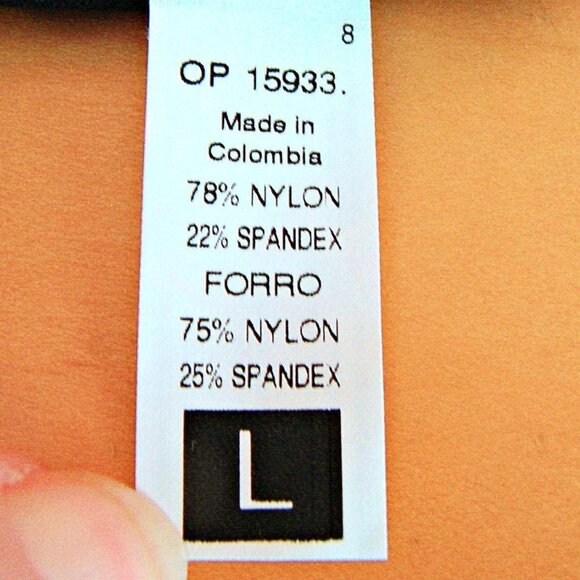 8
OP 15933.
Made in
Colombia
78% NYLON
22% SPANDEX
FORRO
75% NYLON
25% SPANDEX
L